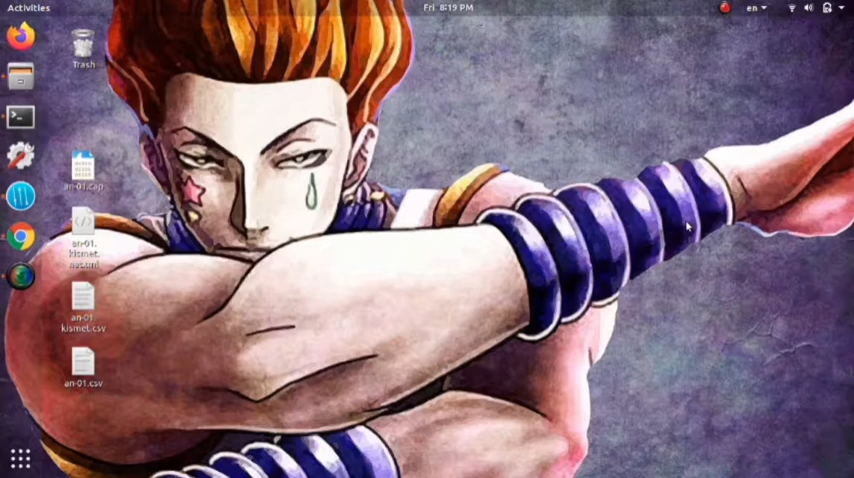 Activities
Fri 8:19 PM
en
Trash
an-01.cap
an-01.
kismet.
an-01.
kismet.csv
an-01.csv